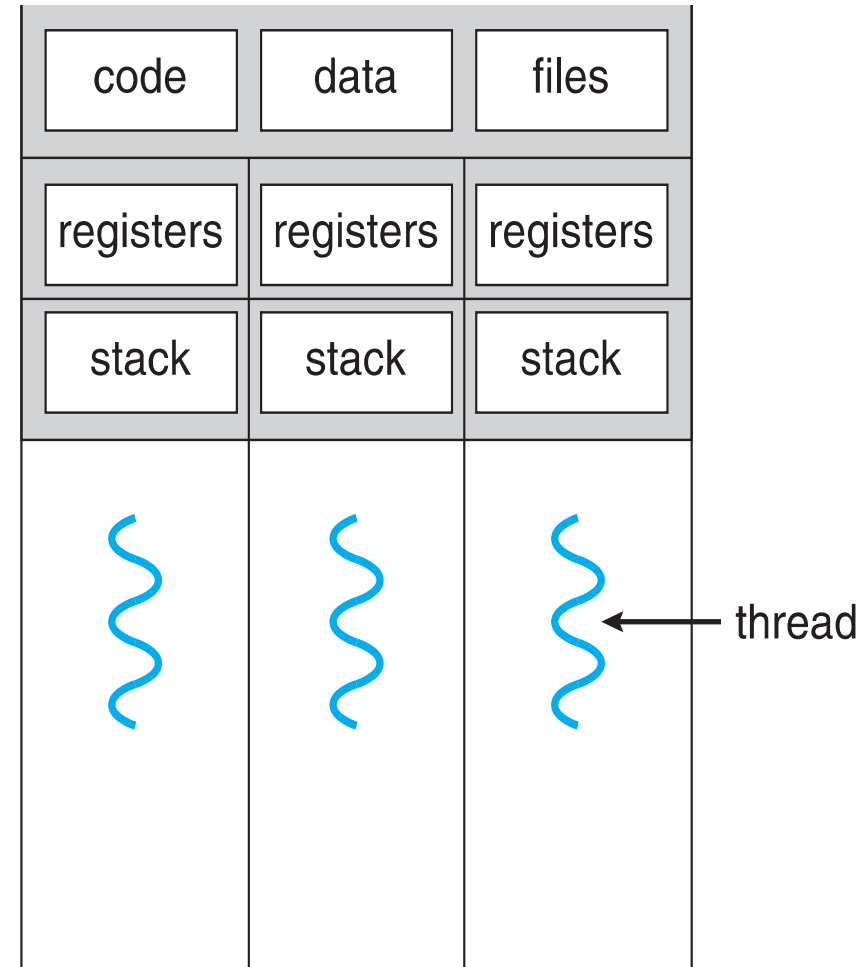 code data files
registers registers registers
stack stack stack
thread